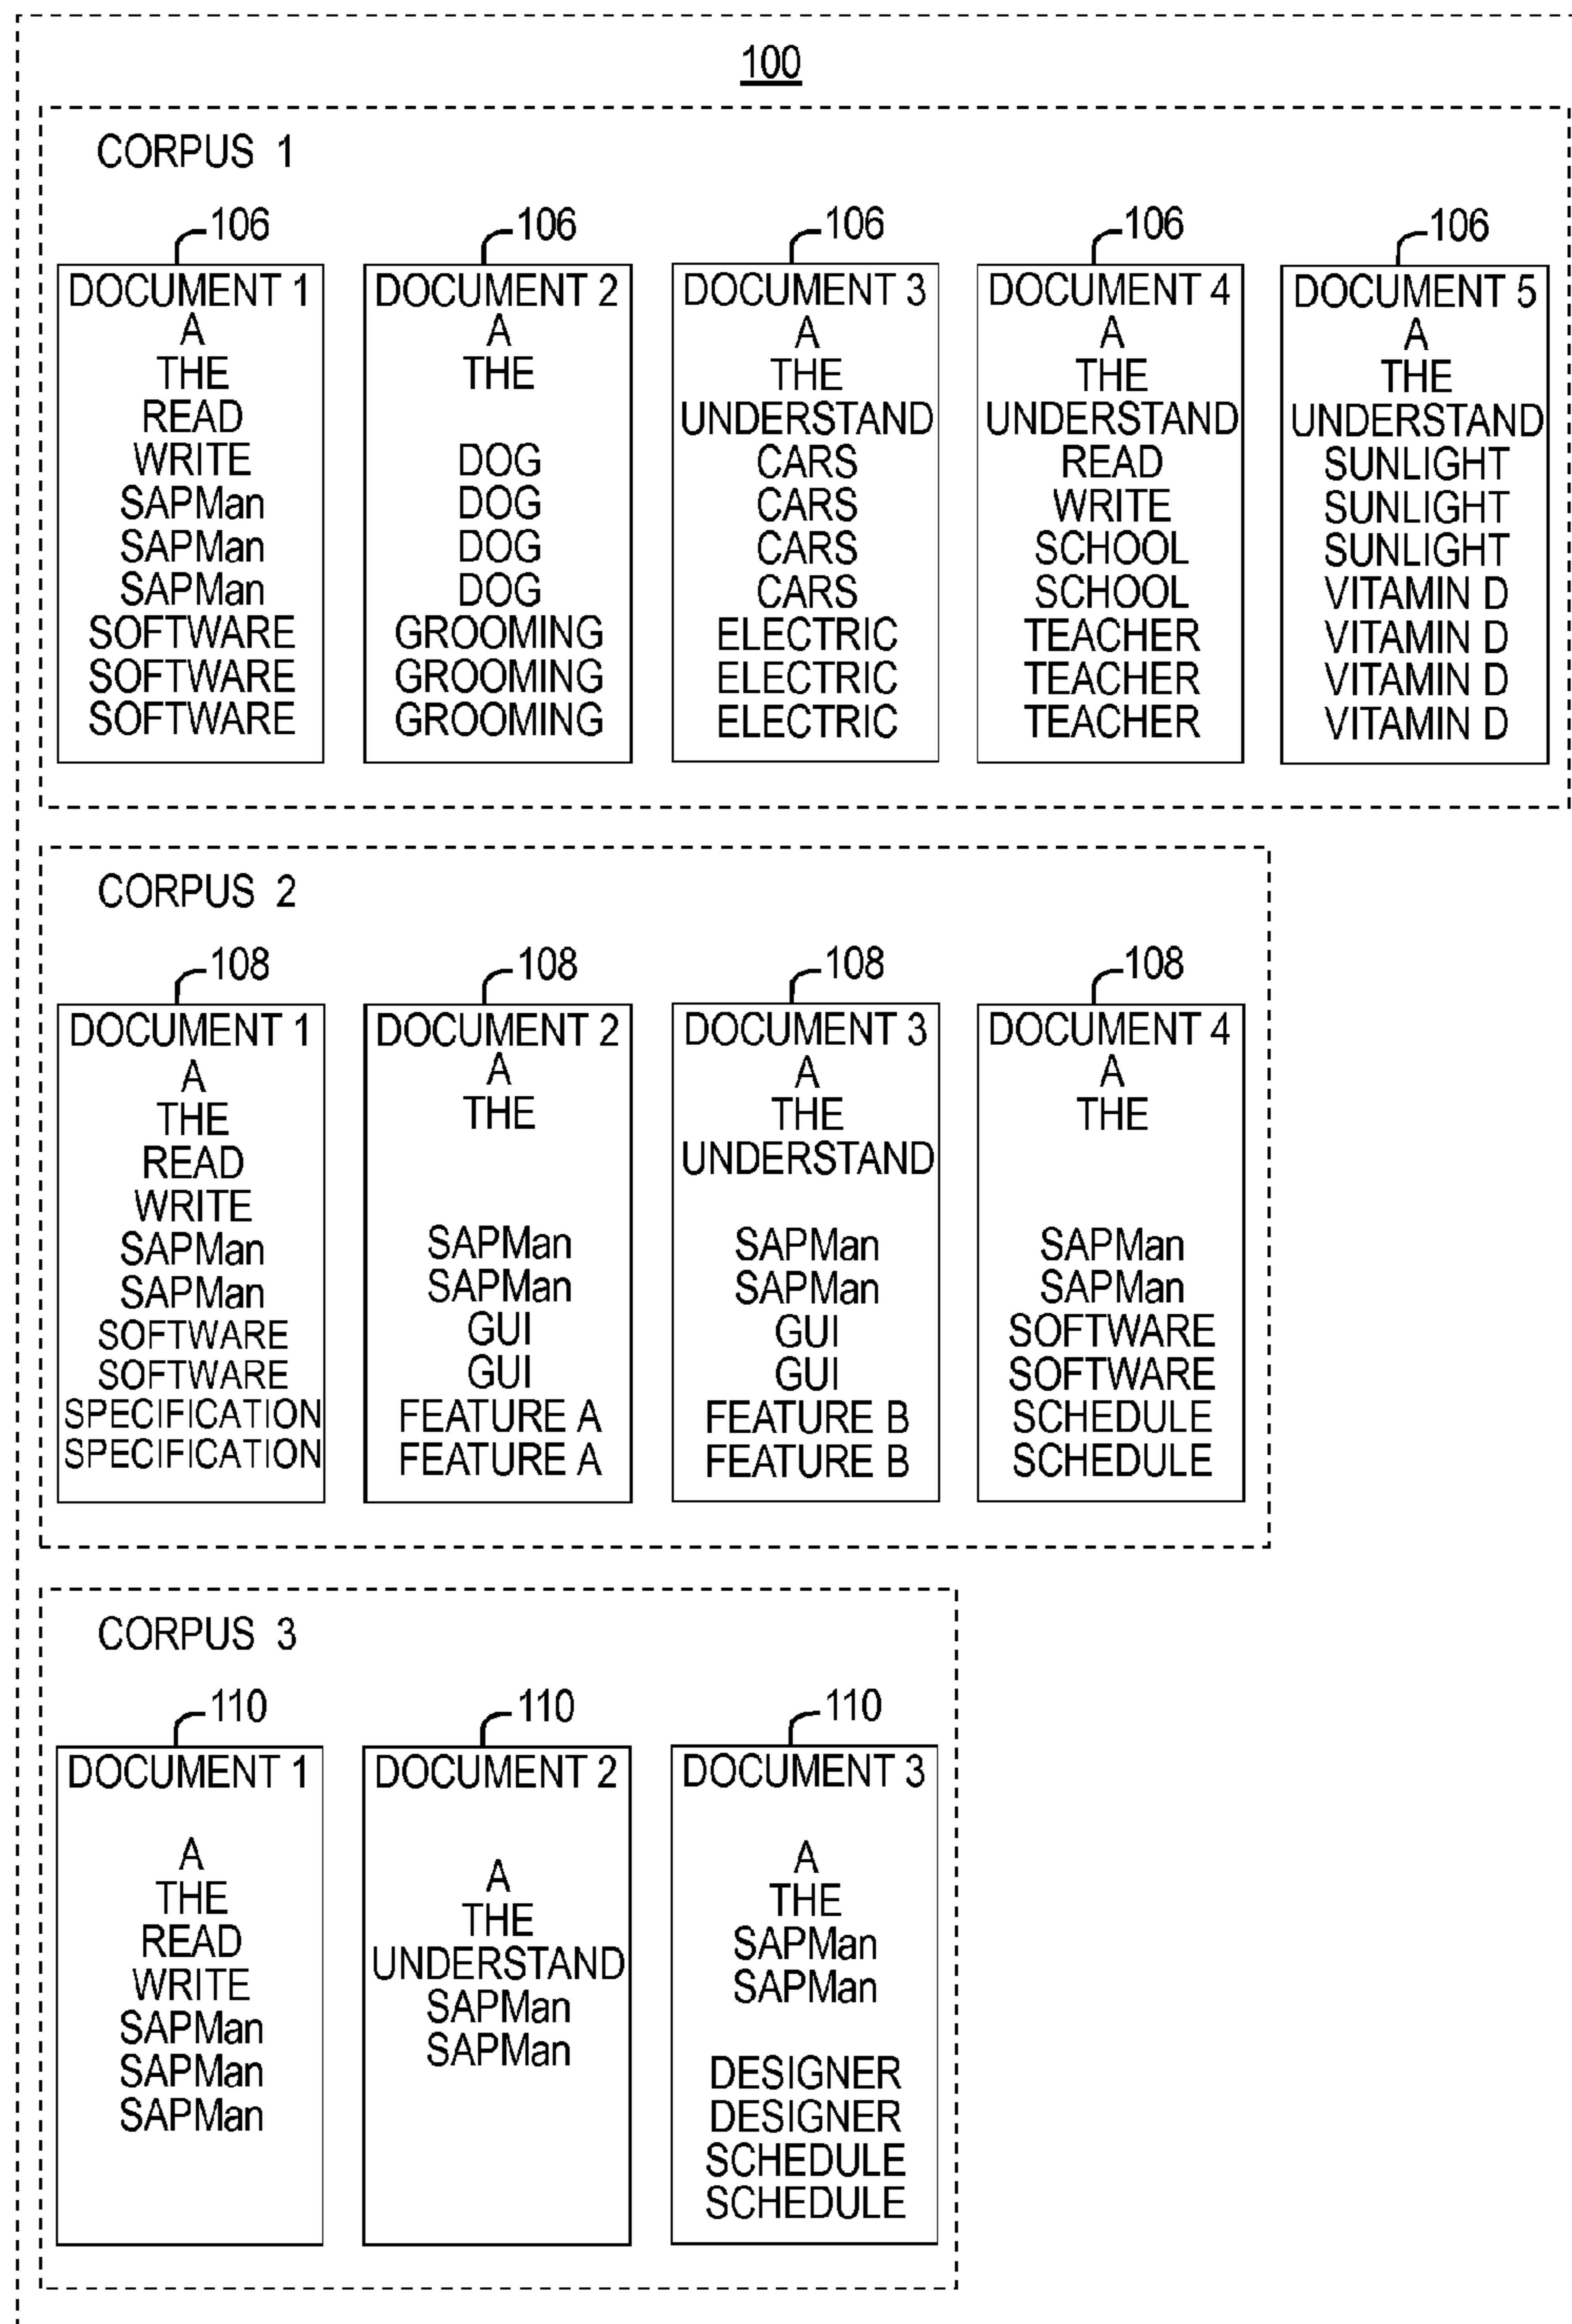 100
CORPUS 1
106 106 106 106 106
DOCUMENT 1
A
THE
READ
WRITE
SAPMan
SAPMan
SAPMan
SOFTWARE
SOFTWARE
SOFTWARE
DOCUMENT 2
A
THE
DOG
DOG
DOG
DOG
GROOMING
GROOMING
GROOMING
DOCUMENT 3
A
THE
UNDERSTAND
CARS
CARS
CARS
CARS
ELECTRIC
ELECTRIC
ELECTRIC
DOCUMENT 4
A
THE
UNDERSTAND
READ
WRITE
SCHOOL
SCHOOL
TEACHER
TEACHER
TEACHER
DOCUMENT 5
A
THE
UNDERSTAND
SUNLIGHT
SUNLIGHT
SUNLIGHT
VITAMIN D
VITAMIN D
VITAMIN D
VITAMIN D
CORPUS 2
108 108 108 108
DOCUMENT 1
A
THE
READ
WRITE
SAPMan
SAPMan
SOFTWARE
SOFTWARE
SPECIFICATION
SPECIFICATION
DOCUMENT 2
A
THE
SAPMan
SAPMan
GUI
GUI
FEATURE A
FEATURE A
DOCUMENT 3
A
THE
UNDERSTAND
SAPMan
SAPMan
GUI
GUI
FEATURE B
FEATURE B
DOCUMENT 4
A
THE
SAPMan
SAPMan
SOFTWARE
SOFTWARE
SCHEDULE
SCHEDULE
CORPUS 3
110 110 110
DOCUMENT 1
A
THE
READ
WRITE
SAPMan
SAPMan
SAPMan
DOCUMENT 2
A
THE
UNDERSTAND
SAPMan
SAPMan
DOCUMENT 3
A
THE
SAPMan
SAPMan
DESIGNER
DESIGNER
SCHEDULE
SCHEDULE